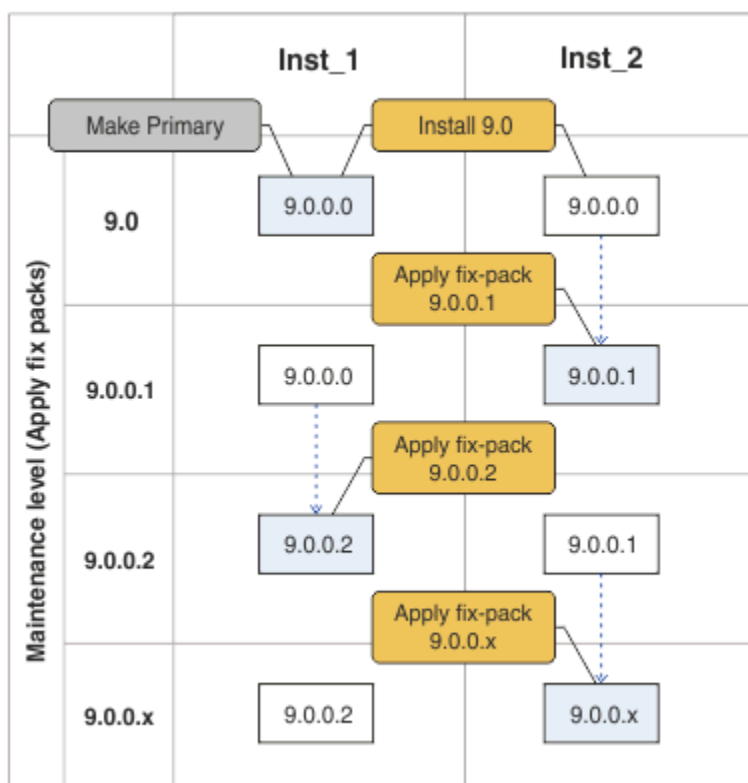 Inst_1
Inst_2
Make Primary
Install 9.0
Maintenance level (Apply fix packs)
9.0
9.0.0.0
9.0.0.0
Apply fix-pack
9.0.0.1
9.0.0.1
9.0.0.0
9.0.0.1
Apply fix-pack
9.0.0.2
9.0.0.2
9.0.0.2
9.0.0.1
Apply fix-pack
9.0.0.x
9.0.0.x
9.0.0.2
9.0.0.x